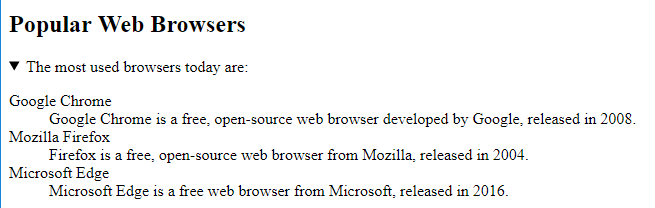 Popular Web Browsers
The most used browsers today are:
Google Chrome
Google Chrome is a free, open-source web browser developed by Google, released in 2008.
Mozilla Firefox
Firefox is a free, open-source web browser from Mozilla, released in 2004.
Microsoft Edge
Microsoft Edge is a free web browser from Microsoft, released in 2016.